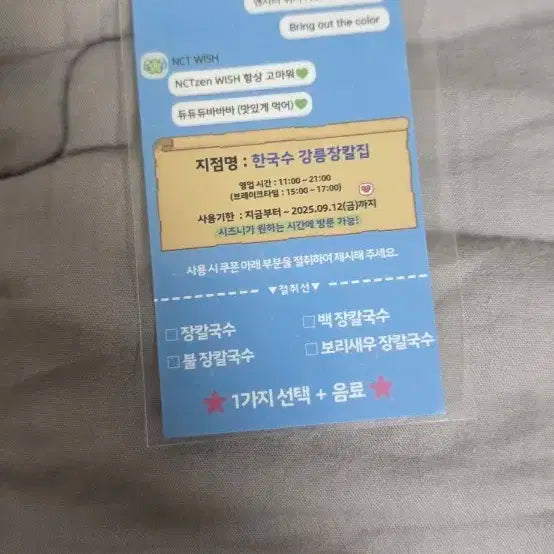 Bring out the color
NCT WISH
NCTzen WISH 항상 고마워💚
듀듀듀바바바 (맛있게 먹어)💚
지점명 : 한국수 강릉장칼집
영업 시간 : 11:00 ~ 21:00
(브레이크타임 : 15:00 ~ 17:00)
사용기한 : 지금부터 ~ 2025.09.12(금)까지
시즈니가 원하는 시간에 방문 가능!
사용 시 쿠폰 아래 부분을 절취하여 제시해 주세요.
▼절취선▼
□ 장칼국수 □ 백 장칼국수
□ 불 장칼국수 □ 보리새우 장칼국수
★ 1가지 선택 + 음료 ★